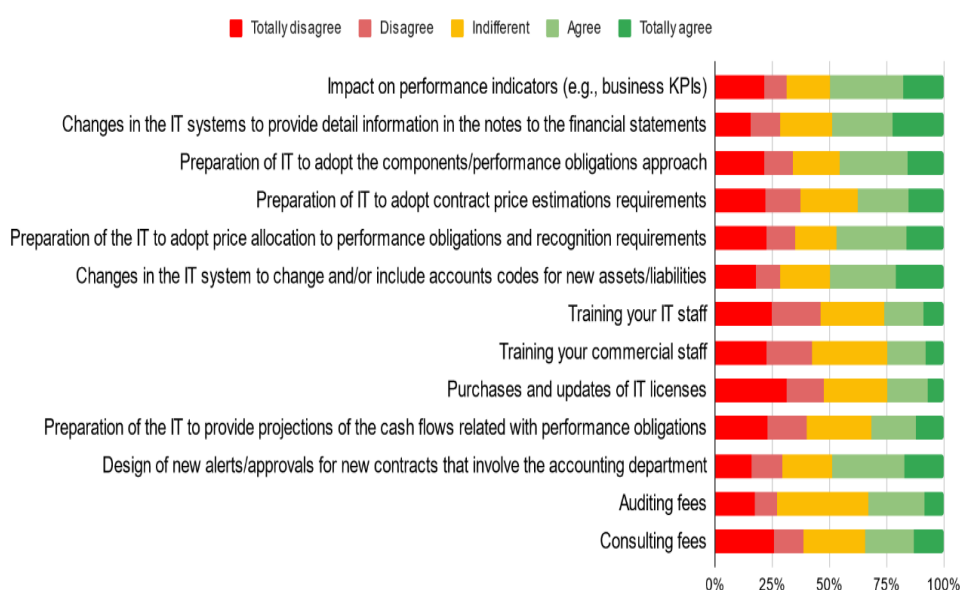 Totally disagree Disagree Indifferent Agree Totally agree
Impact on performance indicators (e.g., business KPIs)
Changes in the IT systems to provide detail information in the notes to the financial statements
Preparation of IT to adopt the components/performance obligations approach
Preparation of IT to adopt contract price estimations requirements
Preparation of the IT to adopt price allocation to performance obligations and recognition requirements
Changes in the IT system to change and/or include accounts codes for new assets/liabilities
Training your IT staff
Training your commercial staff
Purchases and updates of IT licenses
Preparation of the IT to provide projections of the cash flows related with performance obligations
Design of new alerts/approvals for new contracts that involve the accounting department
Auditing fees
Consulting fees
0% 25% 50% 75% 100%